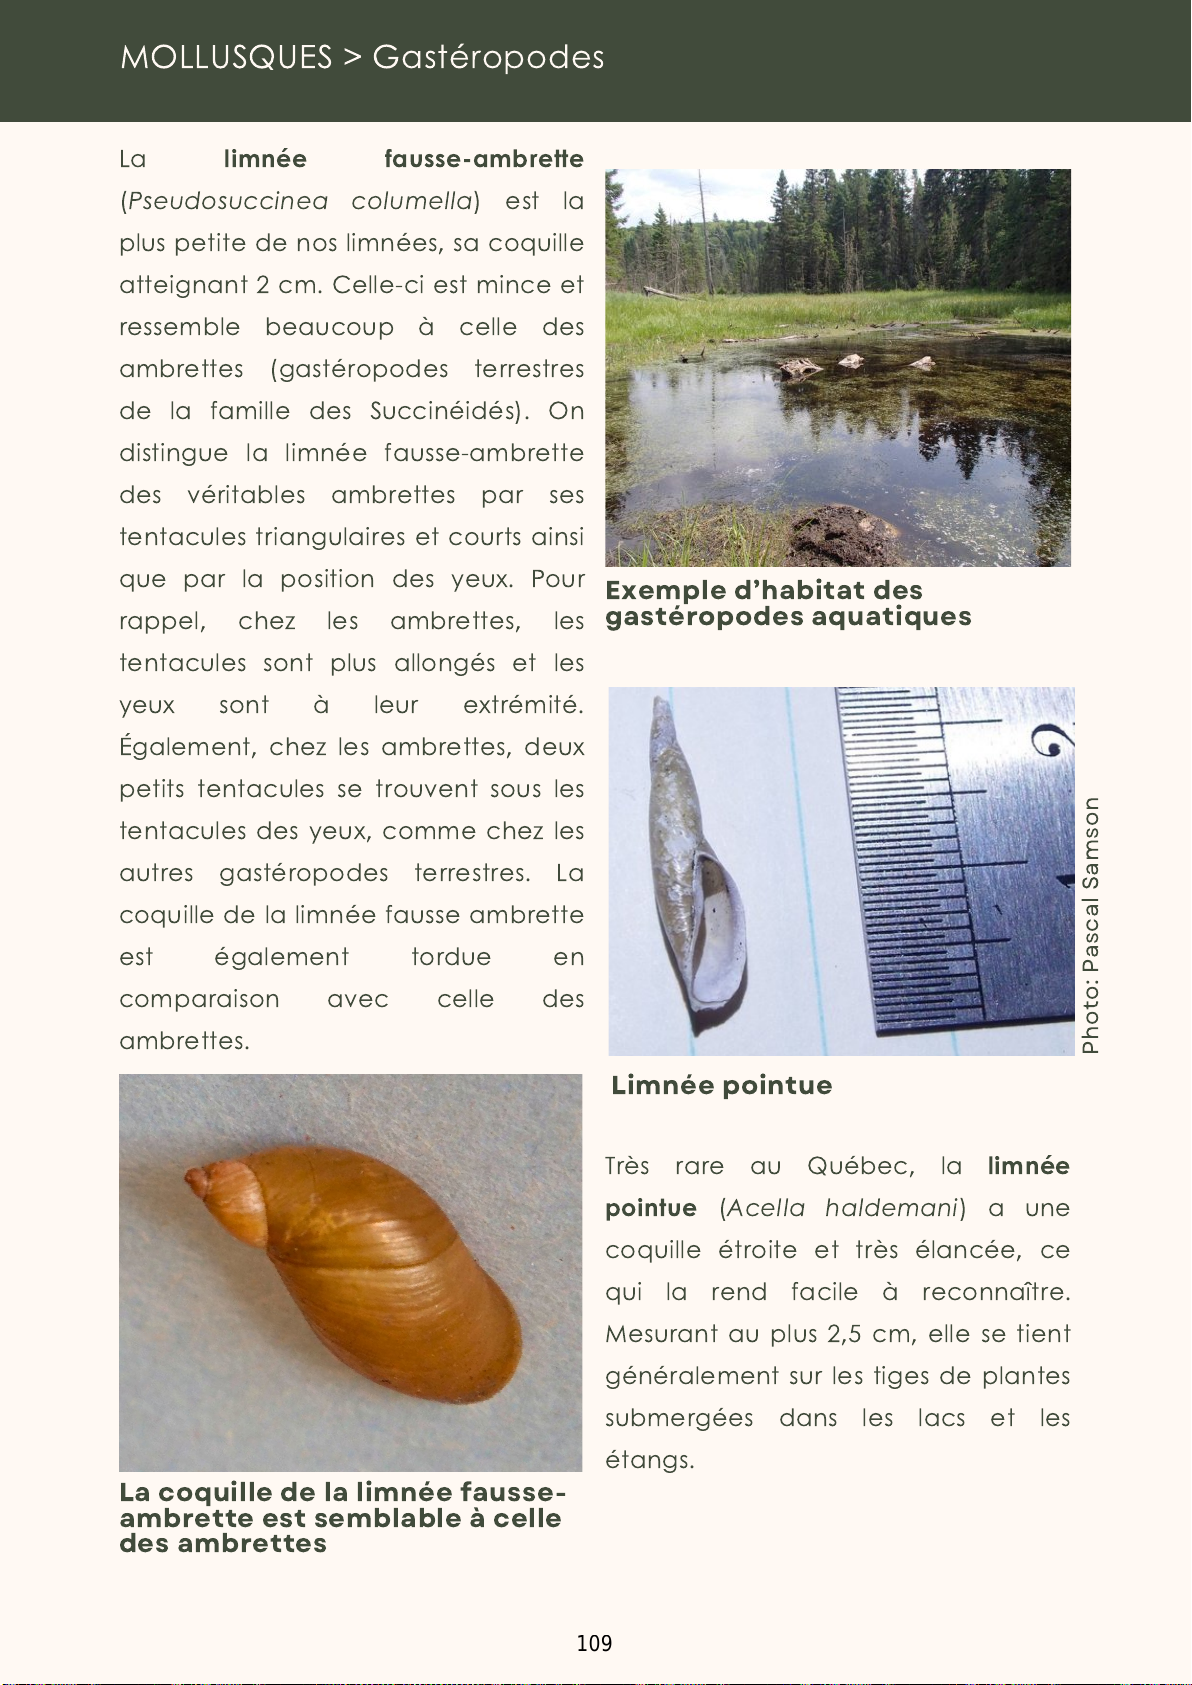 MOLLUSQUES > Gastéropodes
La limnée fausse-ambrette
(Pseudosuccinea columella) est la
plus petite de nos limnées, sa coquille
atteignant 2 cm. Celle-ci est mince et
ressemble beaucoup à celle des
ambrettes (gastéropodes terrestres
de la famille des Succinéidés). On
distingue la limnée fausse-ambrette
des véritables ambrettes par ses
tentacules triangulaires et courts ainsi
que par la position des yeux. Pour
rappel, chez les ambrettes, les
tentacules sont plus allongés et les
yeux sont à leur extrémité.
Également, chez les ambrettes, deux
petits tentacules se trouvent sous les
tentacules des yeux, comme chez les
autres gastéropodes terrestres. La
coquille de la limnée fausse ambrette
est également tordue en
comparaison avec celle des
ambrettes.
La coquille de la limnée fausse-
ambrette est semblable à celle
des ambrettes
Exemple d’habitat des
gastéropodes aquatiques
2
1
Photo: Pascal Samson
Limnée pointue
Très rare au Québec, la limnée
pointue (Acella haldemani) a une
coquille étroite et très élancée, ce
qui la rend facile à reconnaître.
Mesurant au plus 2,5 cm, elle se tient
généralement sur les tiges de plantes
submergées dans les lacs et les
étangs.
109